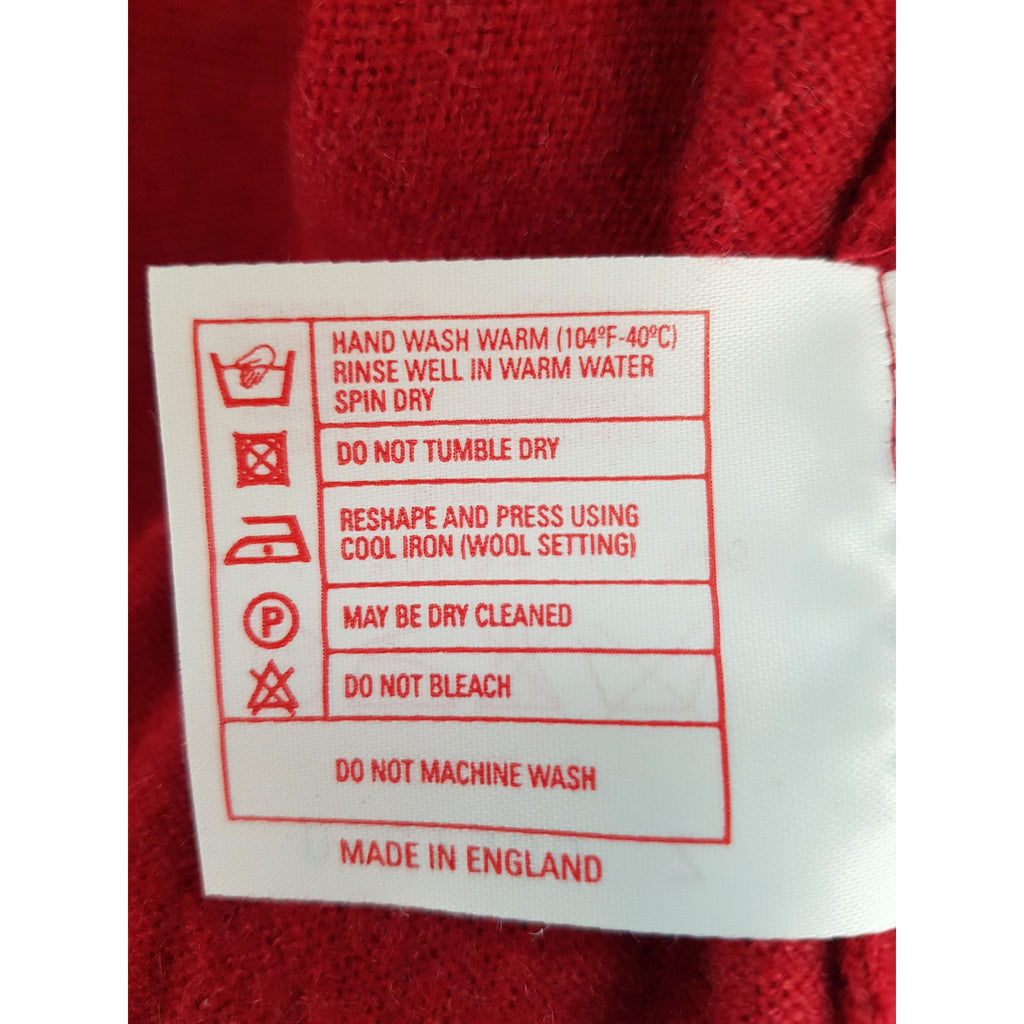 HAND WASH WARM (104ºF-40ºC)
RINSE WELL IN WARM WATER
SPIN DRY
DO NOT TUMBLE DRY
RESHAPE AND PRESS USING
COOL IRON (WOOL SETTING)
P
MAY BE DRY CLEANED
DO NOT BLEACH
DO NOT MACHINE WASH
MADE IN ENGLAND